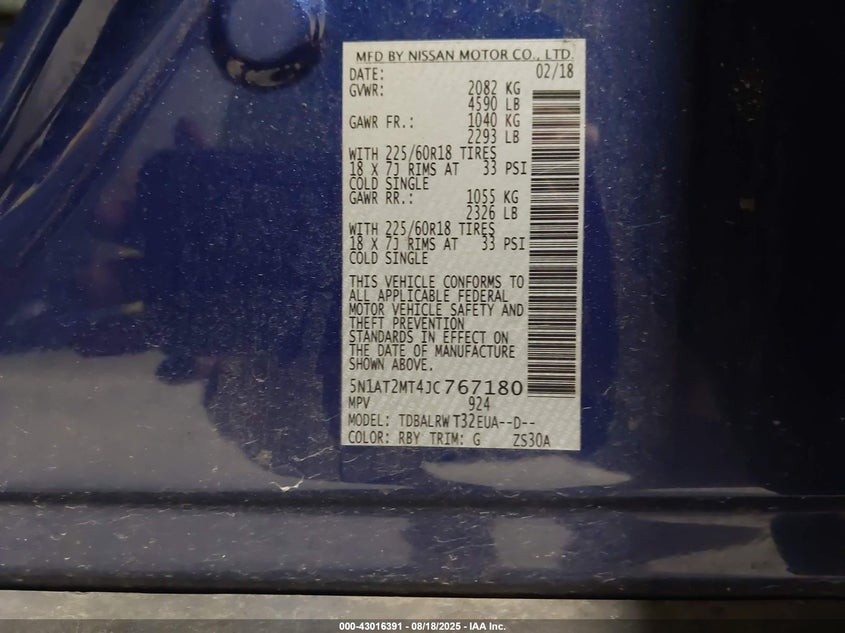 MFD BY NISSAN MOTOR CO., LTD.
DATE: 02/18
GVWR: 2082 KG
4590 LB
GAWR FR.: 1040 KG
2293 LB
WITH 225/60R18 TIRES
18 X 7J RIMS AT 33 PSI
COLD SINGLE
GAWR RR.: 1055 KG
2326 LB
WITH 225/60R18 TIRES
18 X 7J RIMS AT 33 PSI
COLD SINGLE
THIS VEHICLE CONFORMS TO
ALL APPLICABLE FEDERAL
MOTOR VEHICLE SAFETY AND
THEFT PREVENTION
STANDARDS IN EFFECT ON
THE DATE OF MANUFACTURE
SHOWN ABOVE.
5N1AT2MT4JC767180
MPV 924
MODEL: TDBALRW T32EUA--D--
COLOR: RBY TRIM: G ZS30A
000-43016391 - 08/18/2025 - IAA Inc.